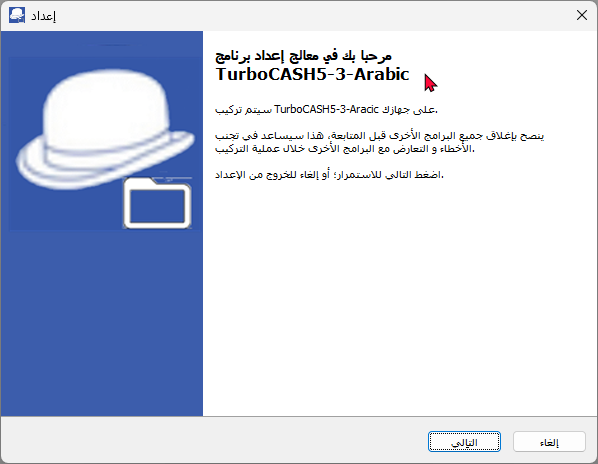 إعداد
مرحبا بك في معالج إعداد برنامج
TurboCASH5-3-Arabic
سيتم تركيب TurboCASH5-3-Aracic على جهازك.
ينصح بإغلاق جميع البرامج الأخرى قبل المتابعة، هذا سيساعد في تجنب
الأخطاء و التعارض مع البرامج الأخرى خلال عملية التركيب.
اضغط التالي للاستمرار؛ أو إلغاء للخروج من الإعداد.
التالي
إلغاء